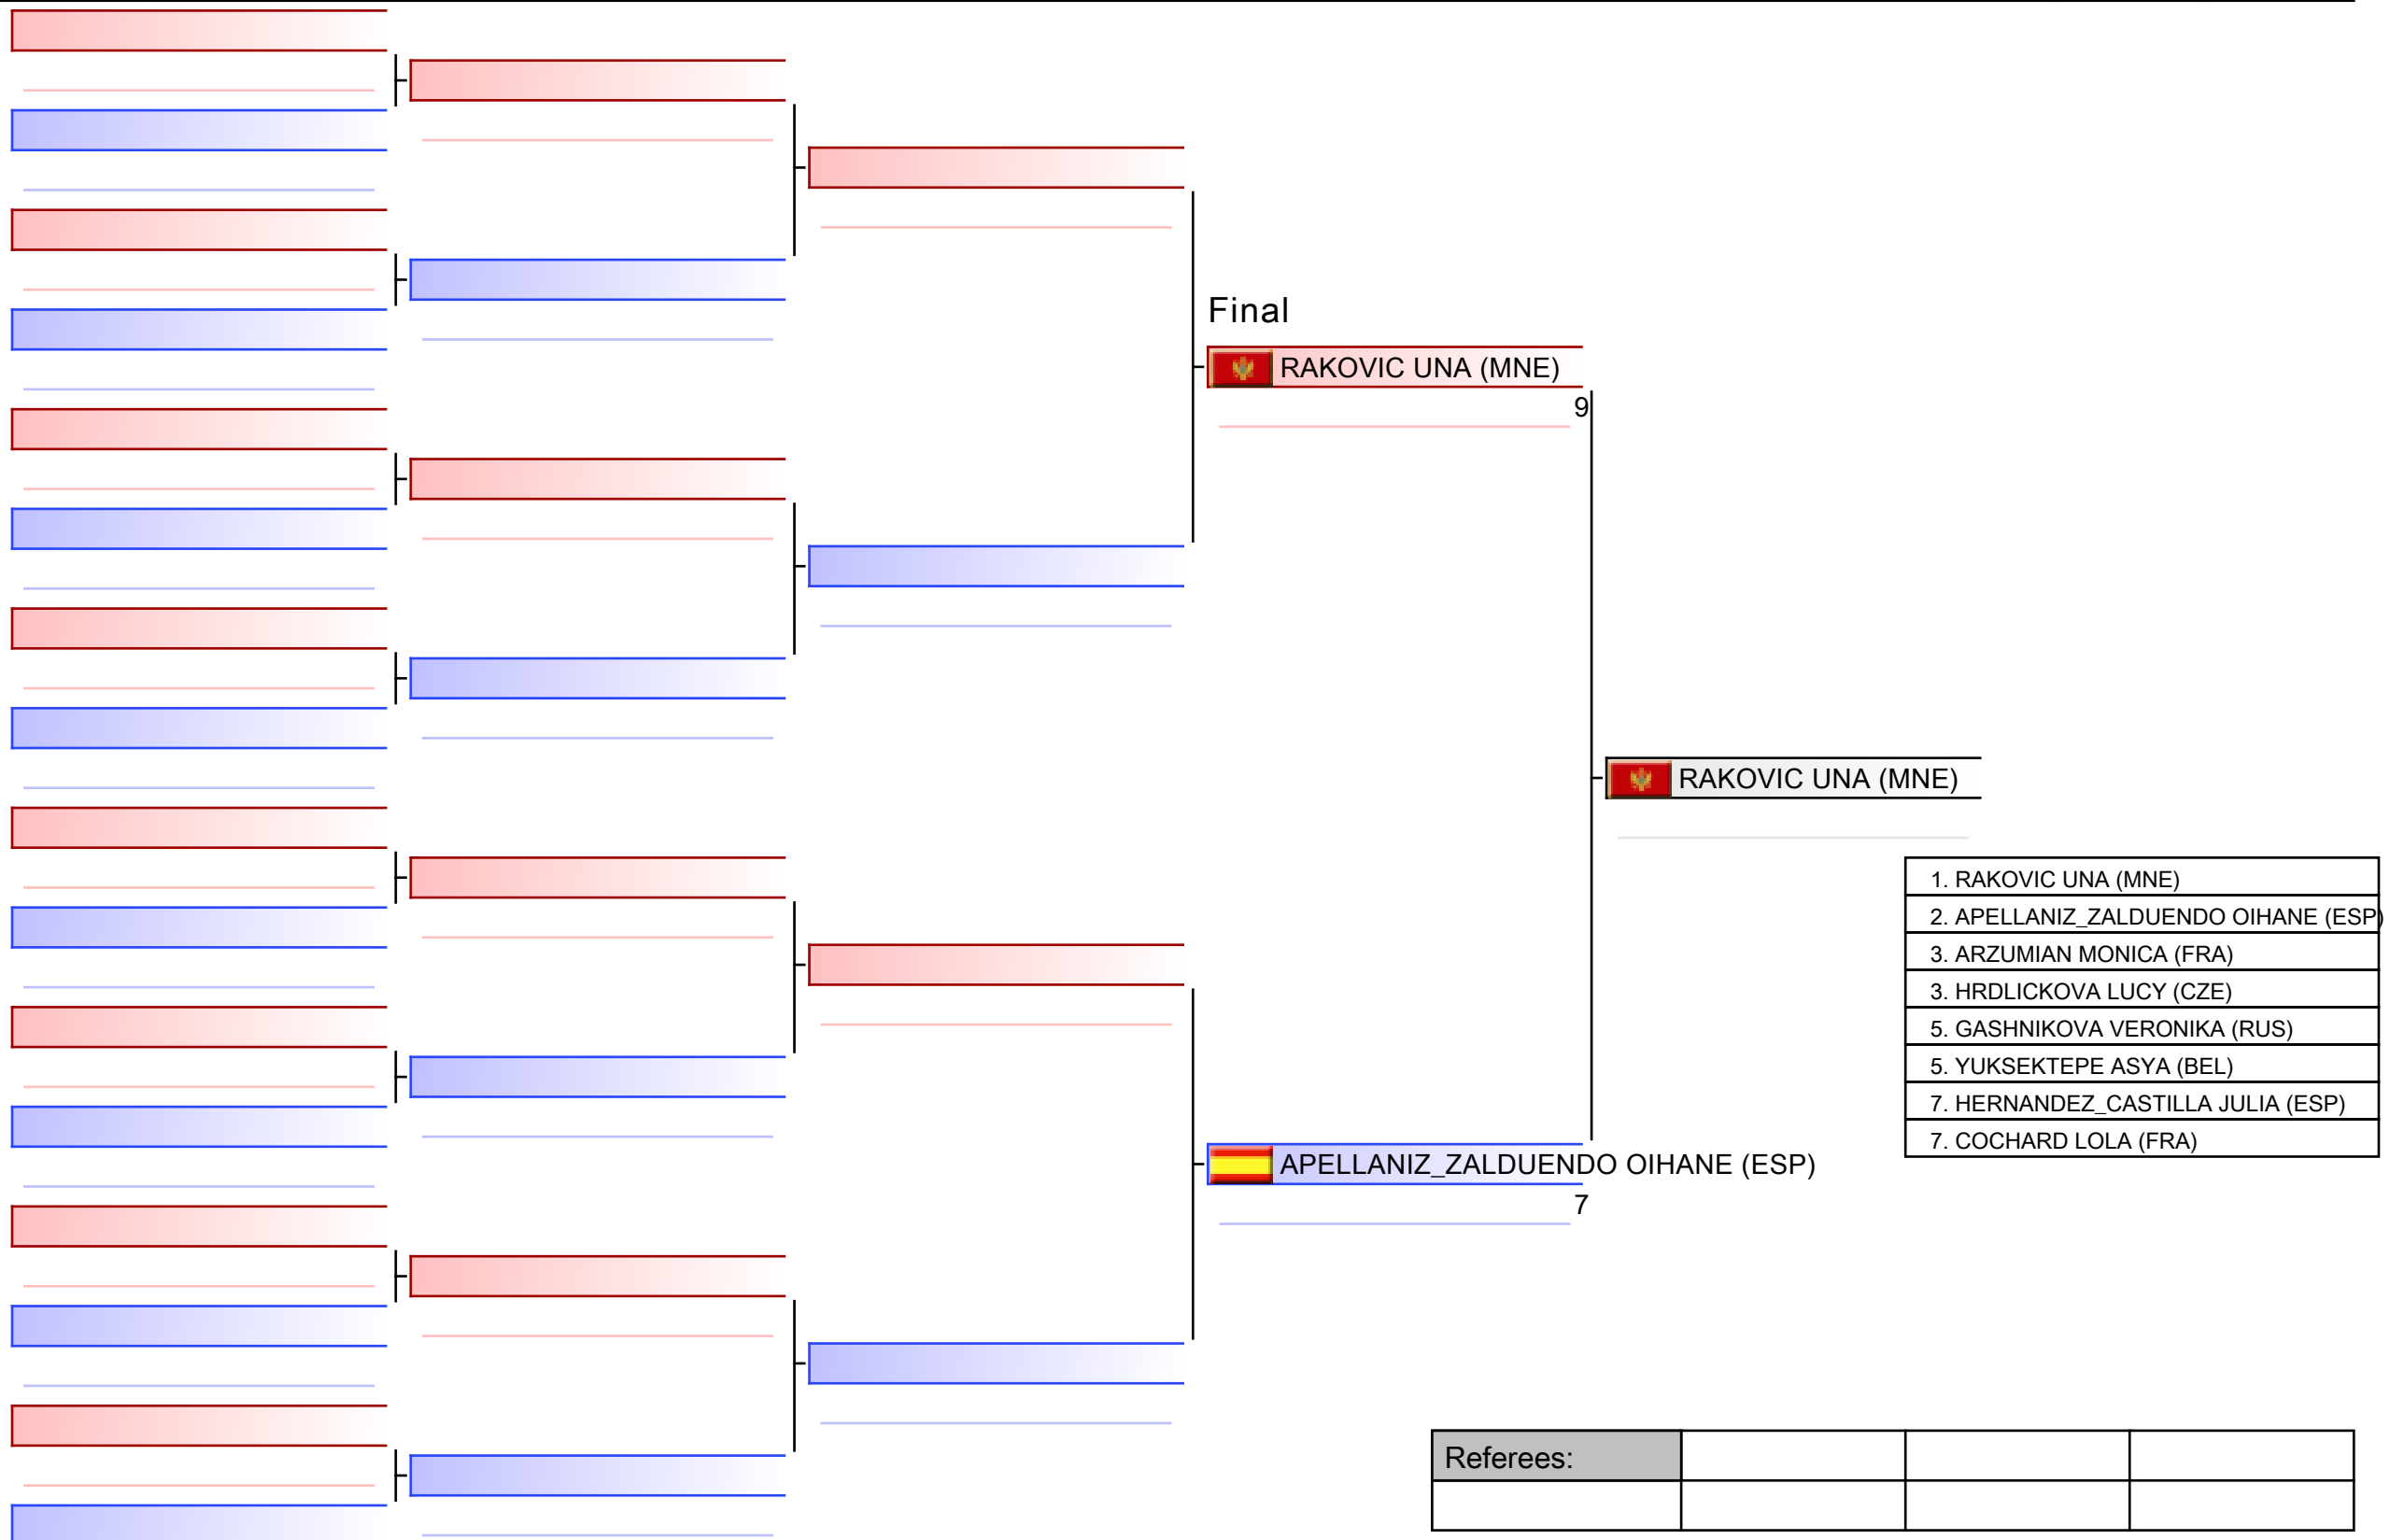 Final
RAKOVIC UNA (MNE)
9
RAKOVIC UNA (MNE)
1. RAKOVIC UNA (MNE)
2. APELLANIZ_ZALDUENDO OIHANE (ESP)
3. ARZUMIAN MONICA (FRA)
3. HRDLICKOVA LUCY (CZE)
5. GASHNIKOVA VERONIKA (RUS)
5. YUKSEKTEPE ASYA (BEL)
7. HERNANDEZ_CASTILLA JULIA (ESP)
7. COCHARD LOLA (FRA)
APELLANIZ_ZALDUENDO OIHANE (ESP)
7
Referees: